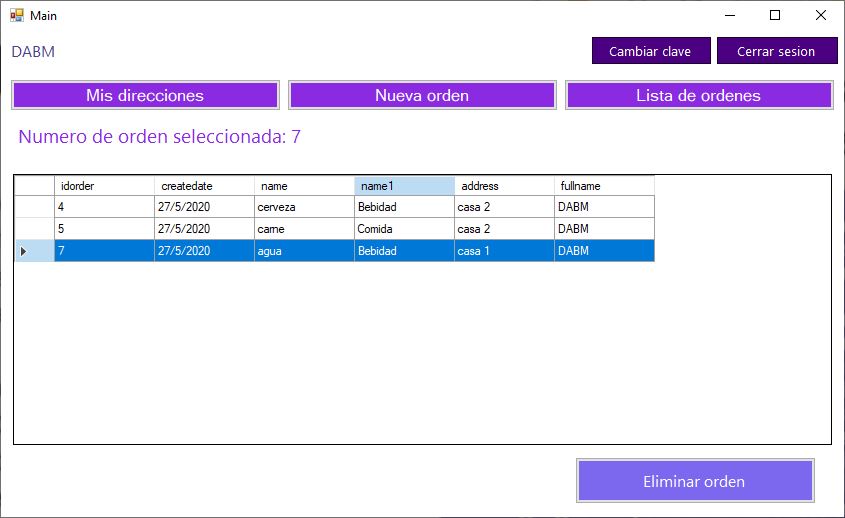 Main
DABM
Cambiar clave
Cerrar sesion
Mis direcciones
Nueva orden
Lista de ordenes
Numero de orden seleccionada: 7
idorder createdate name name1 address fullname
4 27/5/2020 cerveza Bebidad casa 2 DABM
5 27/5/2020 carne Comida casa 2 DABM
7 27/5/2020 agua Bebidad casa 1 DABM
Eliminar orden